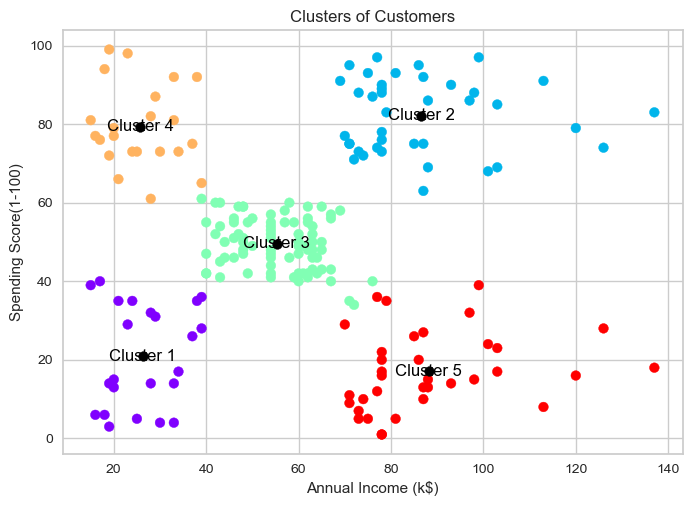 Clusters of Customers
Spending Score(1-100)
100
80
60
40
20
0
Cluster 4
Cluster 2
Cluster 3
Cluster 1
Cluster 5
20 40 60 80 100 120 140
Annual Income (k$)